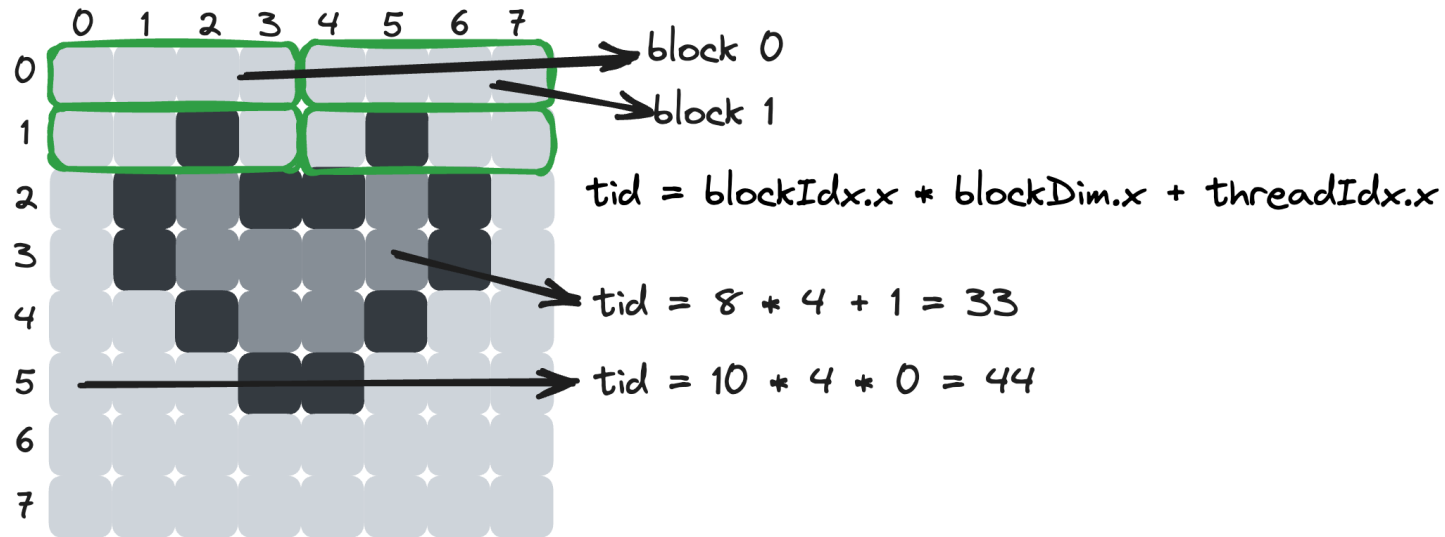 0 1 2 3 4 5 6 7
0
block 0
1
block 1
2
tid = blockIdx.x * blockDim.x + threadIdx.x
3
tid = 8 * 4 + 1 = 33
4
5
tid = 10 * 4 * 0 = 44
6
7